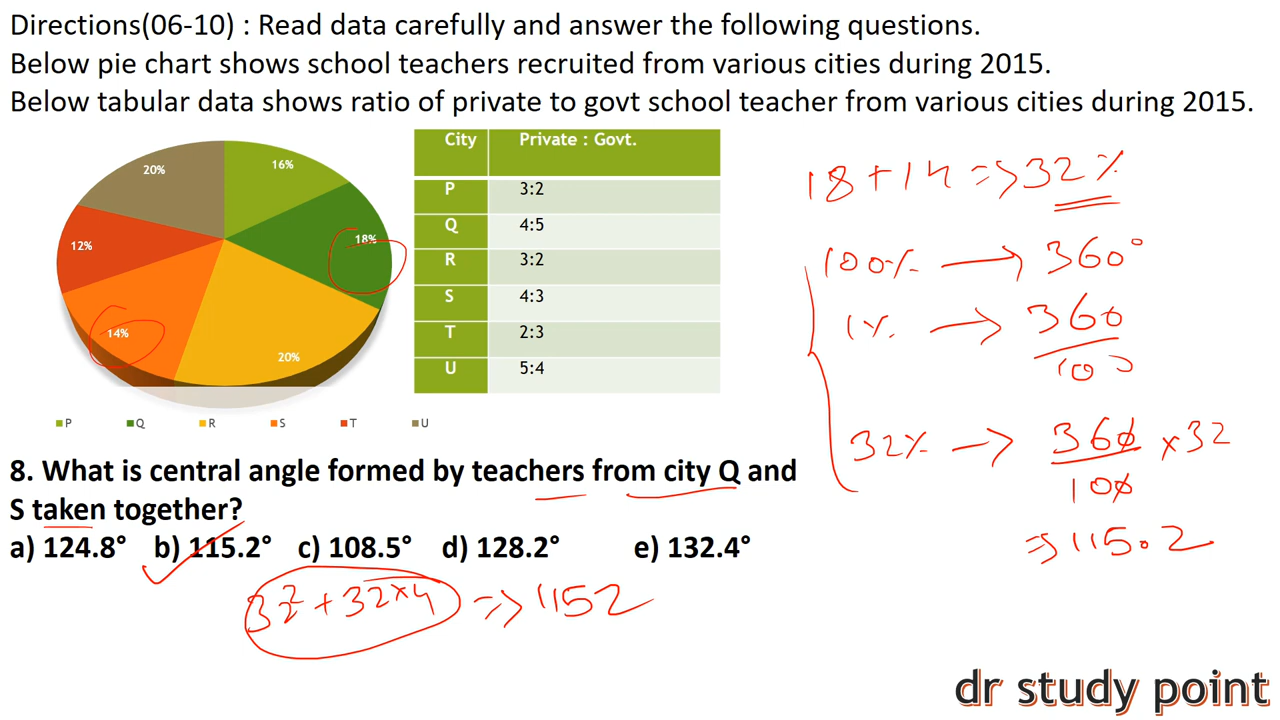 Directions(06-10) : Read data carefully and answer the following questions.
Below pie chart shows school teachers recruited from various cities during 2015.
Below tabular data shows ratio of private to govt school teacher from various cities during 2015.
20%
16%
18%
12%
14%
20%
P Q R S T U
City Private : Govt.
P 3:2
Q 4:5
R 3:2
S 4:3
T 2:3
U 5:4
18 + 14 => 32%
100% → 360°
1% → 360
100
32% → 360 × 32
100
=> 115.2
8. What is central angle formed by teachers from city Q and
S taken together?
a) 124.8° b) 115.2° c) 108.5° d) 128.2° e) 132.4°
32² + 32×4 => 1152
dr study point